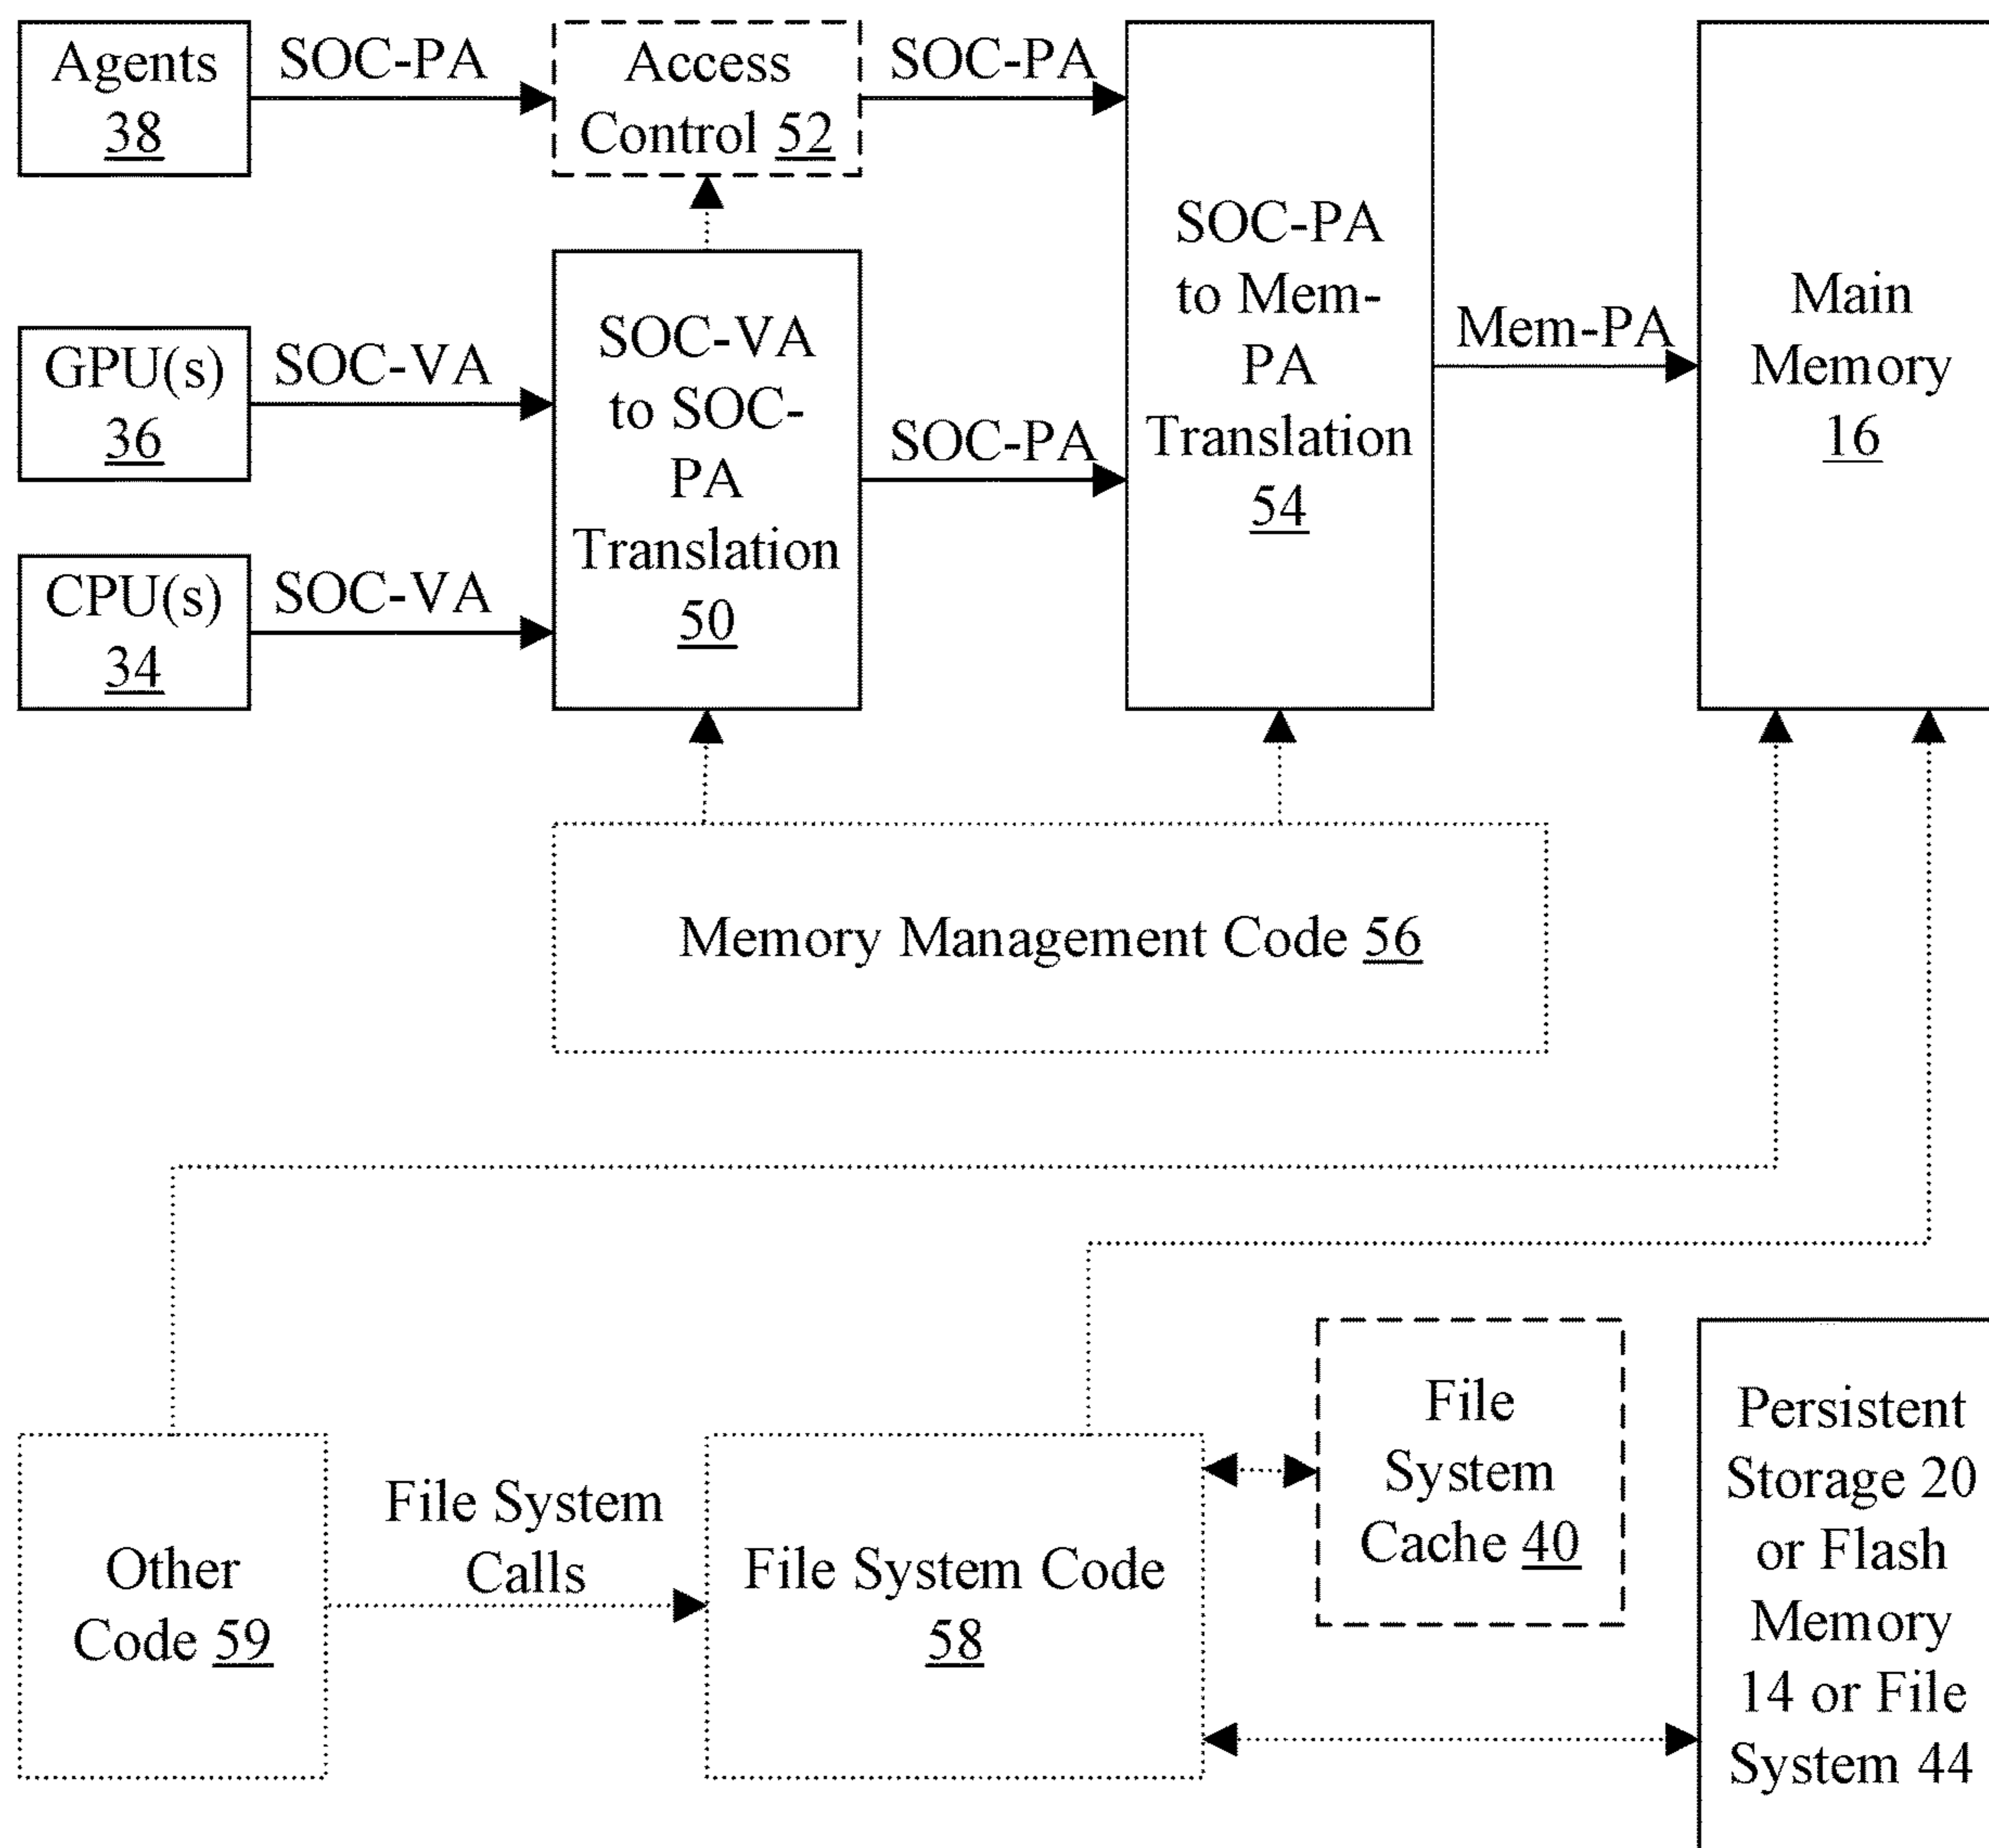 Agents
38
SOC-PA
Access
Control 52
SOC-PA
GPU(s)
36
SOC-VA
CPU(s)
34
SOC-VA
SOC-VA
to SOC-
PA
Translation
50
SOC-PA
SOC-PA
to Mem-
PA
Translation
54
Mem-PA
Main
Memory
16
Memory Management Code 56
Other
Code 59
File System
Calls
File System Code
58
File
System
Cache 40
Persistent
Storage 20
or Flash
Memory
14 or File
System 44